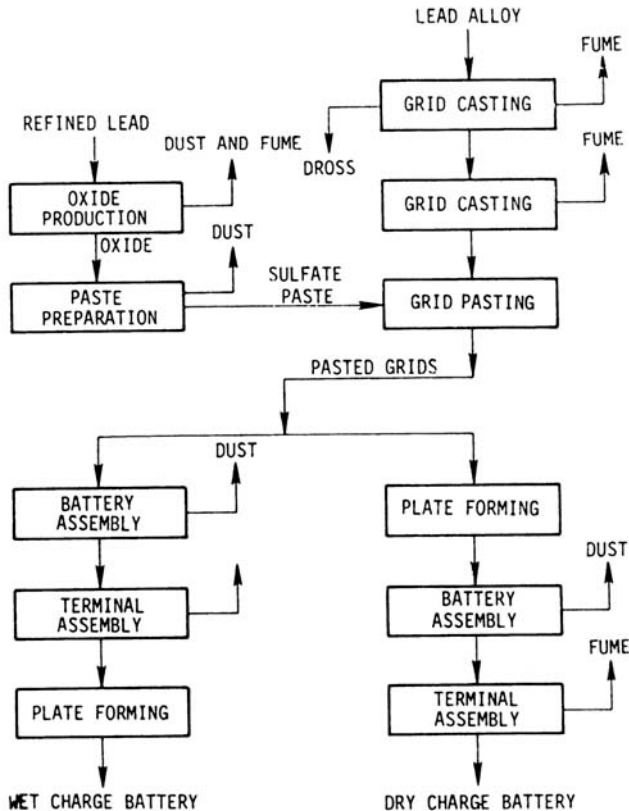 LEAD ALLOY
FUME
GRID CASTING
DROSS
FUME
GRID CASTING
REFINED LEAD
DUST AND FUME
OXIDE
PRODUCTION
OXIDE
DUST
PASTE
PREPARATION
SULFATE
PASTE
GRID PASTING
PASTED GRIDS
DUST
BATTERY
ASSEMBLY
TERMINAL
ASSEMBLY
PLATE FORMING
WET CHARGE BATTERY
PLATE FORMING
DUST
BATTERY
ASSEMBLY
FUME
TERMINAL
ASSEMBLY
DRY CHARGE BATTERY